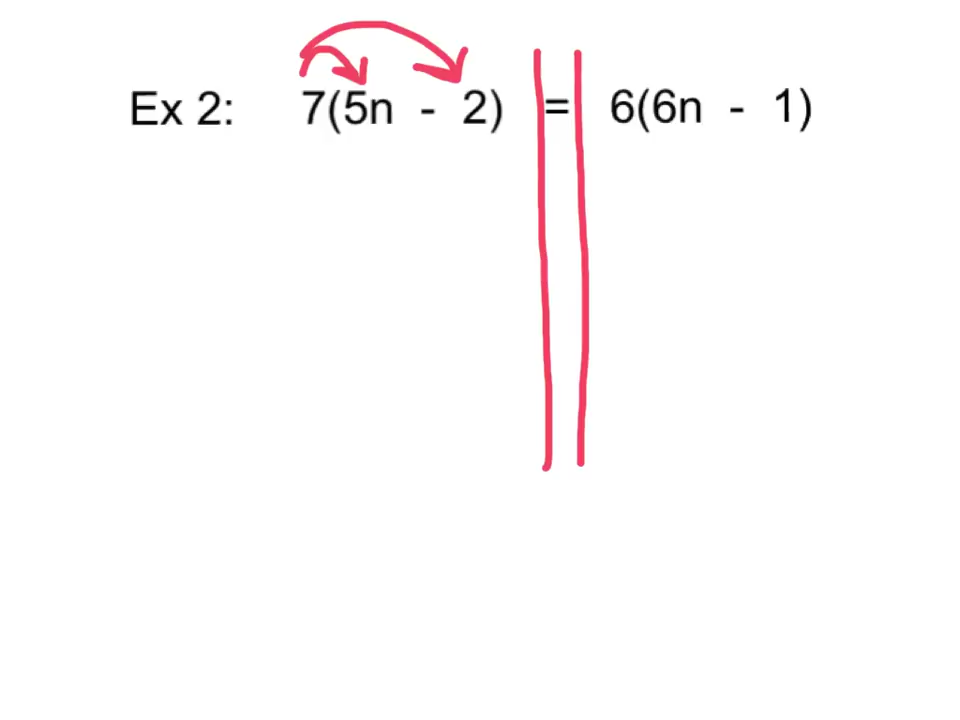 Ex 2: 7(5n - 2) = 6(6n - 1)